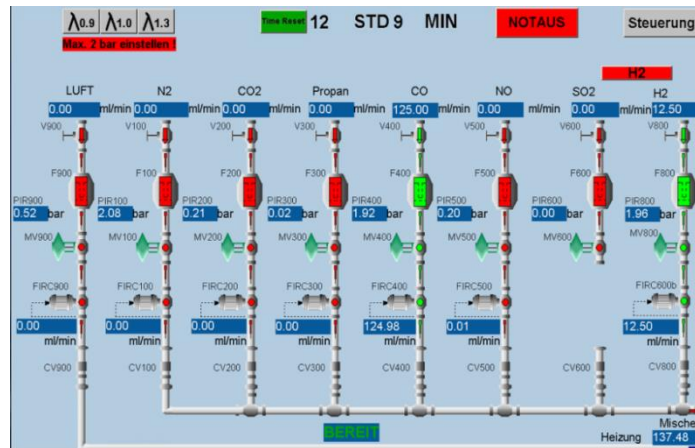 λ0.9 λ1.0 λ1.3 Time Reset 12 STD 9 MIN NOTAUS Steuerung
Max. 2 bar einstellen !
H2
LUFT N2 CO2 Propan CO NO SO2 H2
0.00 ml/min 0.00 ml/min 0.00 ml/min 0.00 ml/min 125.00 ml/min 0.00 ml/min 0.00 ml/min 12.50
V900 V100 V200 V300 V400 V500 V600 V800
F900 F100 F200 F300 F400 F500 F600 F800
PIR900 PIR100 PIR200 PIR300 PIR400 PIR500 PIR600 PIR800
0.52 bar 2.08 bar 0.21 bar 0.02 bar 1.92 bar 0.20 bar 0.00 bar 1.96 bar
MV900 MV100 MV200 MV300 MV400 MV500 MV600 MV800
FIRC900 FIRC100 FIRC200 FIRC300 FIRC400 FIRC500 FIRC600b
0.00 0.00 0.00 0.00 124.98 0.01 12.50
ml/min ml/min ml/min ml/min ml/min ml/min ml/min
CV900 CV100 CV200 CV300 CV400 CV500 CV600 CV800
Mische
BEREIT Heizung 137.48